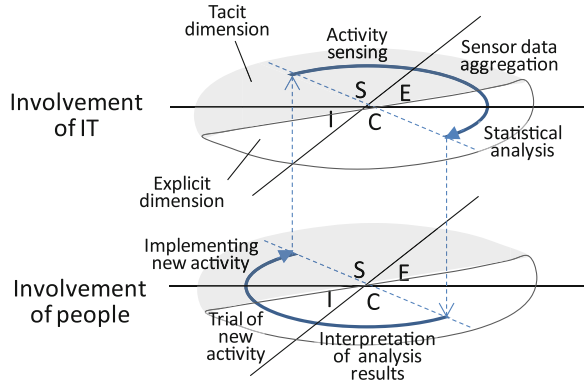 Tacit
dimension
Activity
sensing
Sensor data
aggregation
Involvement
of IT
S
E
I
C
Statistical
analysis
Explicit
dimension
Implementing
new activity
Involvement
of people
S
E
I
C
Trial of
new
activity
Interpretation
of analysis
results